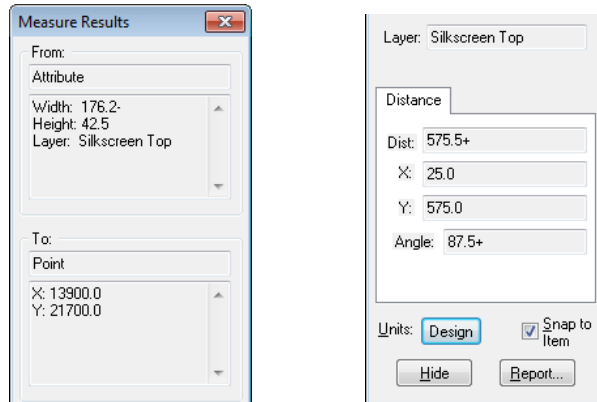 Measure Results
From:
Attribute
Width: 176.2-
Height: 42.5
Layer: Silkscreen Top
To:
Point
X: 13900.0
Y: 21700.0
Layer: Silkscreen Top
Distance
Dist: 575.5+
X: 25.0
Y: 575.0
Angle: 87.5+
Units: Design Snap to
Item
Hide Report...